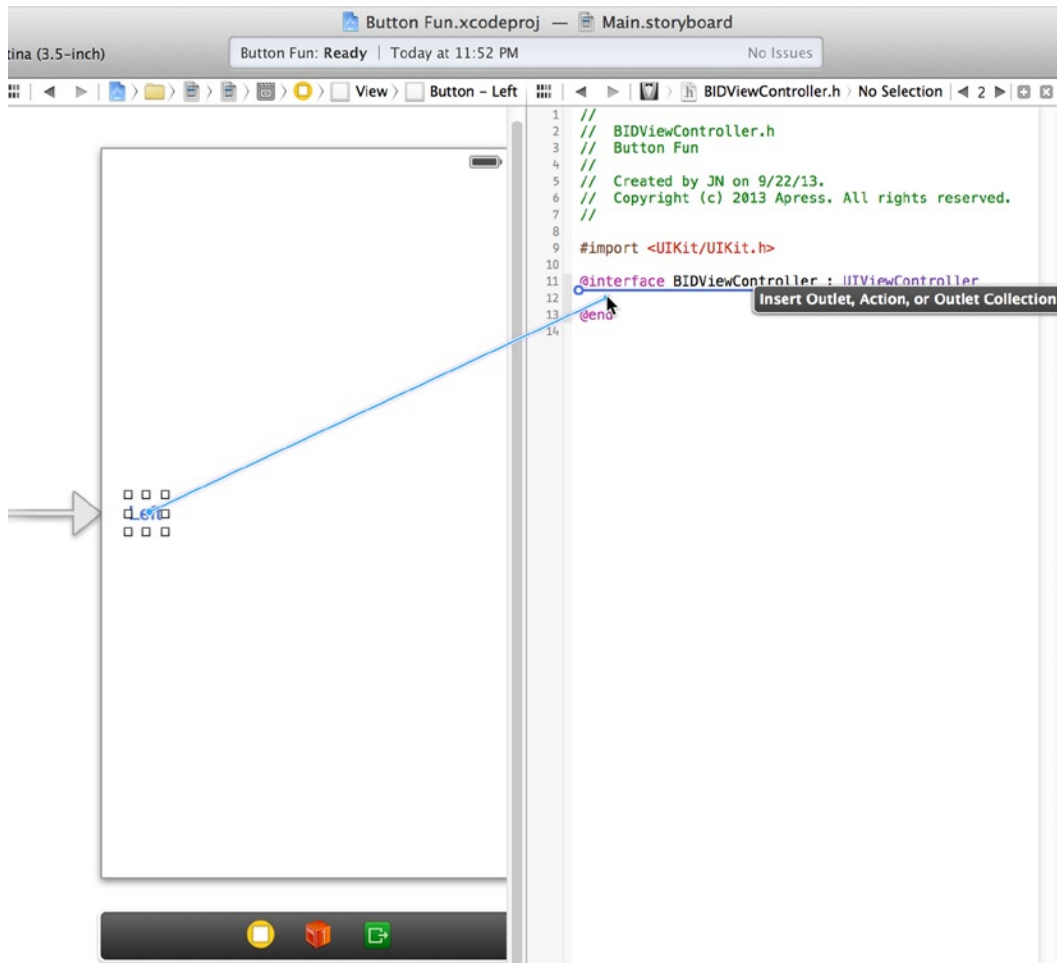 Button Fun.xcodeproj — Main.storyboard
tina (3.5-inch)
Button Fun: Ready | Today at 11:52 PM
No Issues
View
Button – Left
BIDViewController.h
No Selection
2
1 //
2 // BIDViewController.h
3 // Button Fun
4 //
5 // Created by JN on 9/22/13.
6 // Copyright (c) 2013 Apress. All rights reserved.
7 //
8
9 #import <UIKit/UIKit.h>
10
11 @interface BIDViewController : UIViewController
12
Insert Outlet, Action, or Outlet Collection
13 @end
14
Left